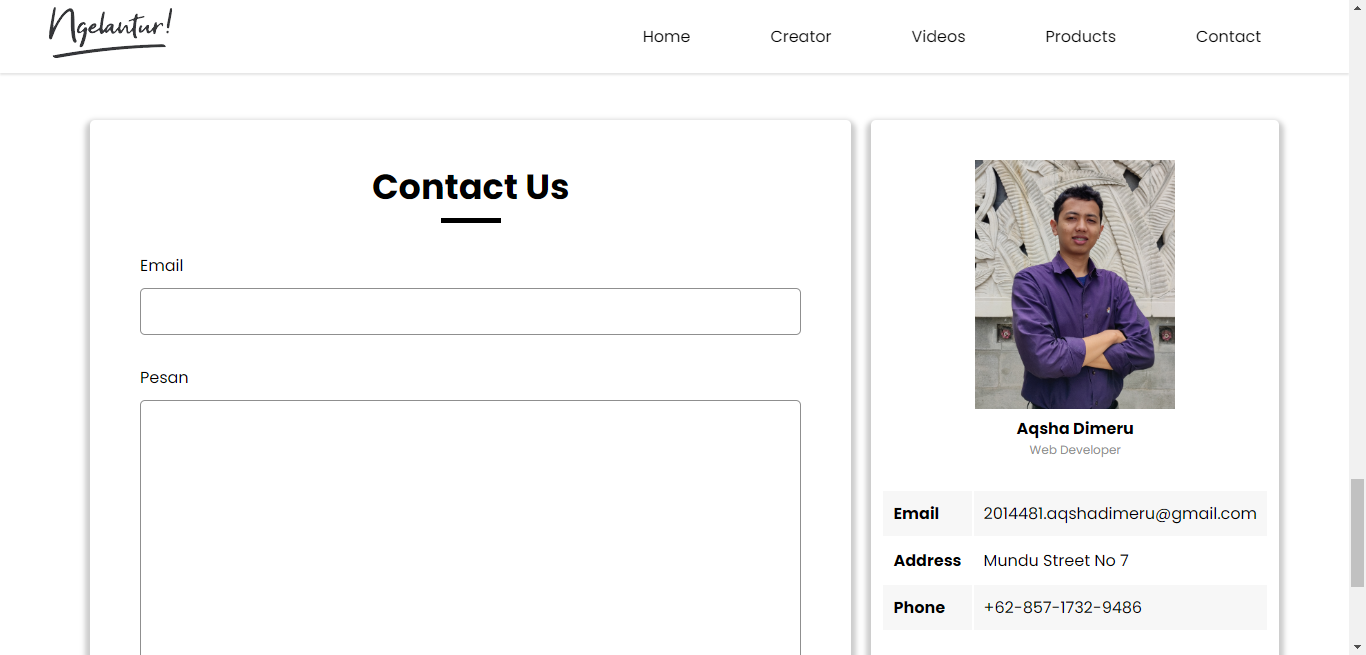 Ngelantur!
Home Creator Videos Products Contact
Contact Us
Email
Pesan
Aqsha Dimeru
Web Developer
Email 2014481.aqshadimeru@gmail.com
Address Mundu Street No 7
Phone +62-857-1732-9486